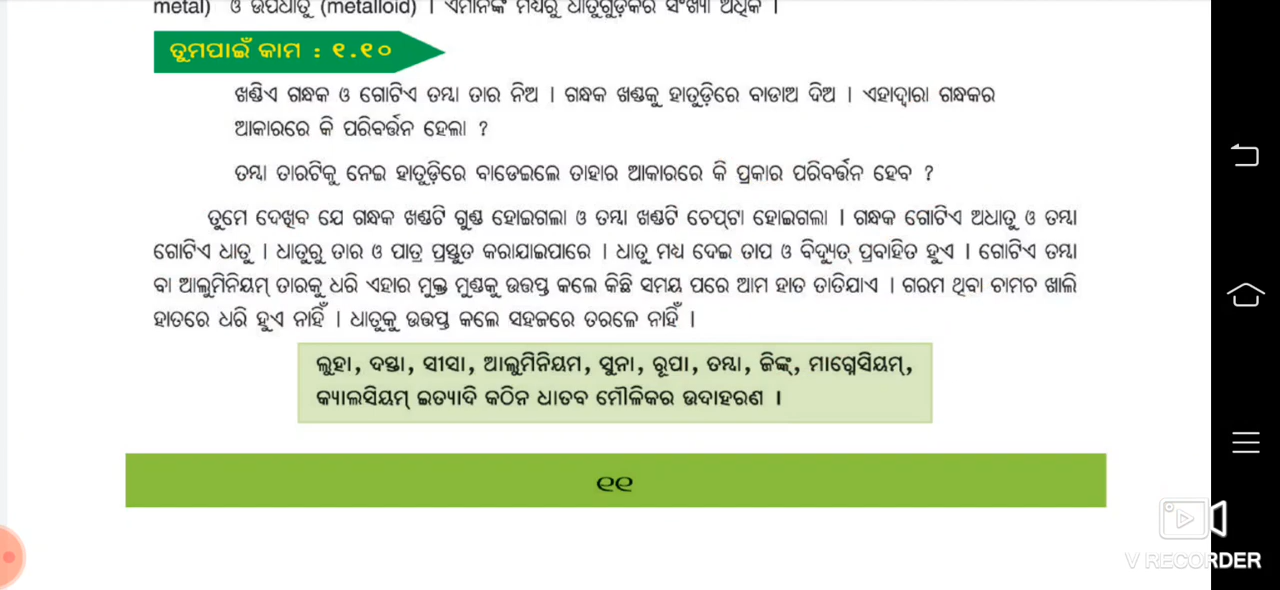 metal) ଓ ଉପଧାତୁ (metalloid) । ଏମାନଙ୍କ ମଧ୍ୟରୁ ଧାତୁଗୁଡ଼ିକର ସଂଖ୍ୟା ଅଧିକ ।
ତୁମପାଇଁ କାମ : ୧.୧୦
ଖଣ୍ଡିଏ ଗନ୍ଧକ ଓ ଗୋଟିଏ ତମ୍ବା ତାର ନିଅ । ଗନ୍ଧକ ଖଣ୍ଡକୁ ହାତୁଡ଼ିରେ ବାଡାଅ ଦିଅ । ଏହାଦ୍ୱାରା ଗନ୍ଧକର
ଆକାରରେ କି ପରିବର୍ତ୍ତନ ହେଲା ?
ତମ୍ବା ତାରଟିକୁ ନେଇ ହାତୁଡ଼ିରେ ବାଡେଇଲେ ତାହାର ଆକାରରେ କି ପ୍ରକାର ପରିବର୍ତ୍ତନ ହେବ ?
ତୁମେ ଦେଖିବ ଯେ ଗନ୍ଧକ ଖଣ୍ଡଟି ଗୁଣ୍ଡ ହୋଇଗଲା ଓ ତମ୍ବା ଖଣ୍ଡଟି ଚେପ୍‌ଟା ହୋଇଗଲା । ଗନ୍ଧକ ଗୋଟିଏ ଅଧାତୁ ଓ ତମ୍ବା
ଗୋଟିଏ ଧାତୁ । ଧାତୁରୁ ତାର ଓ ପାତ୍ର ପ୍ରସ୍ତୁତ କରାଯାଇପାରେ । ଧାତୁ ମଧ୍ୟ ଦେଇ ତାପ ଓ ବିଦ୍ୟୁତ୍ ପ୍ରବାହିତ ହୁଏ । ଗୋଟିଏ ତମ୍ବା
ବା ଆଲୁମିନିୟମ୍ ତାରକୁ ଧରି ଏହାର ମୁକ୍ତ ମୁଣ୍ଡକୁ ଉତ୍ତପ୍ତ କଲେ କିଛି ସମୟ ପରେ ଆମ ହାତ ତାତିଯାଏ । ଗରମ ଥିବା ଚାମଚ ଖାଲି
ହାତରେ ଧରି ହୁଏ ନାହିଁ । ଧାତୁକୁ ଉତ୍ତପ୍ତ କଲେ ସହଜରେ ତରଳେ ନାହିଁ ।
ଲୁହା, ଦସ୍ତା, ସୀସା, ଆଲୁମିନିୟମ, ସୁନା, ରୂପା, ତମ୍ବା, ଜିଙ୍କ୍, ମାଗ୍ନେସିୟମ୍,
କ୍ୟାଲସିୟମ୍ ଇତ୍ୟାଦି କଠିନ ଧାତବ ମୌଳିକର ଉଦାହରଣ ।
୧୧
V RECORDER